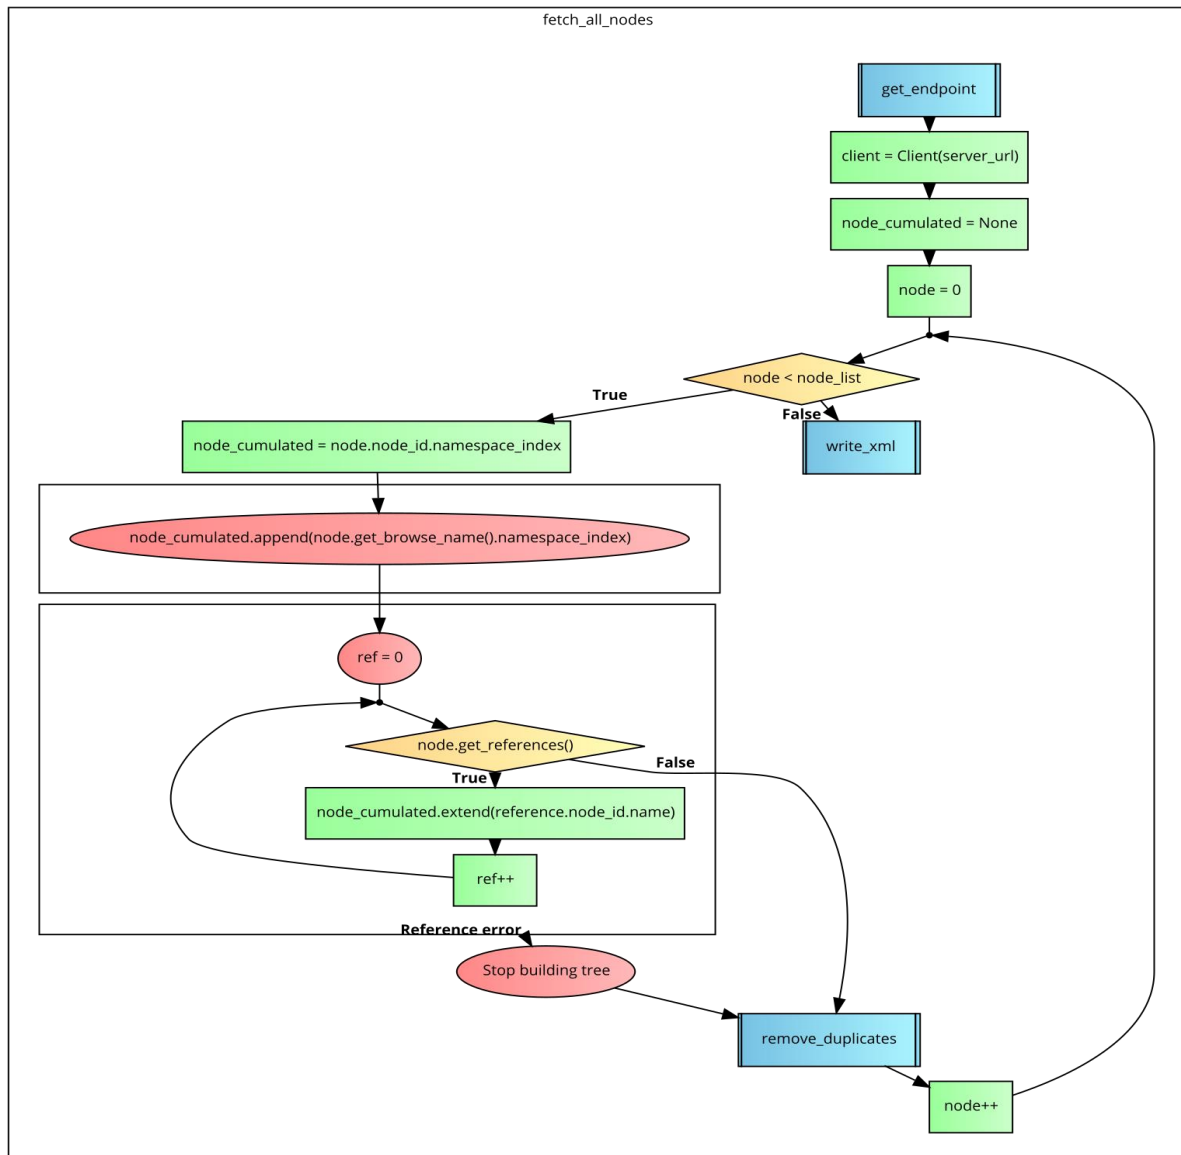 fetch_all_nodes
get_endpoint
client = Client(server_url)
node_cumulated = None
node = 0
node < node_list
True
False
node_cumulated = node.node_id.namespace_index
write_xml
node_cumulated.append(node.get_browse_name().namespace_index)
ref = 0
node.get_references()
False
True
node_cumulated.extend(reference.node_id.name)
ref++
Reference error
Stop building tree
remove_duplicates
node++